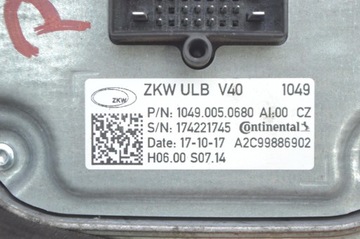 ZKW ULB V40 1049
ZKW
P/N: 1049.005.0680 AI:00 CZ
S/N: 174221745 Continental
Date: 17-10-17 A2C99886902
H06.00 S07.14